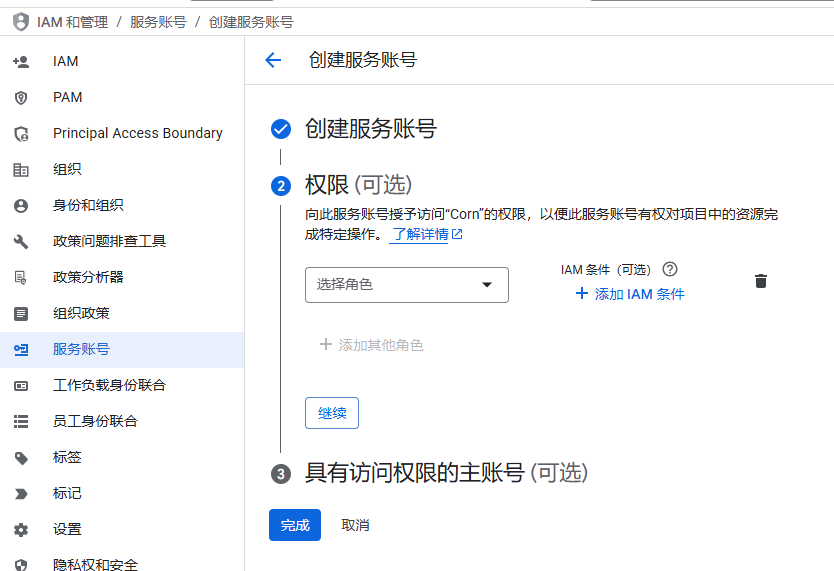 IAM 和管理 / 服务账号 / 创建服务账号
IAM
PAM
Principal Access Boundary
组织
身份和组织
政策问题排查工具
政策分析器
组织政策
服务账号
工作负载身份联合
员工身份联合
标签
标记
设置
隐私权和安全
创建服务账号
创建服务账号
2 权限 (可选)
向此服务账号授予访问“Corn”的权限，以便此服务账号有权对项目中的资源完
成特定操作。 了解详情
选择角色
IAM 条件（可选） ?
+ 添加 IAM 条件
+ 添加其他角色
继续
3 具有访问权限的主账号 (可选)
完成 取消